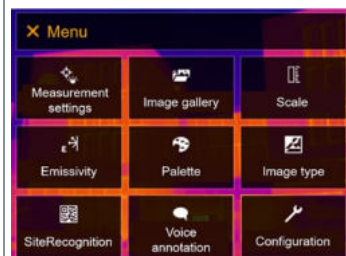 Menu
Measurement
settings
Image gallery
Scale
Emissivity
Palette
Image type
SiteRecognition
Voice
annotation
Configuration